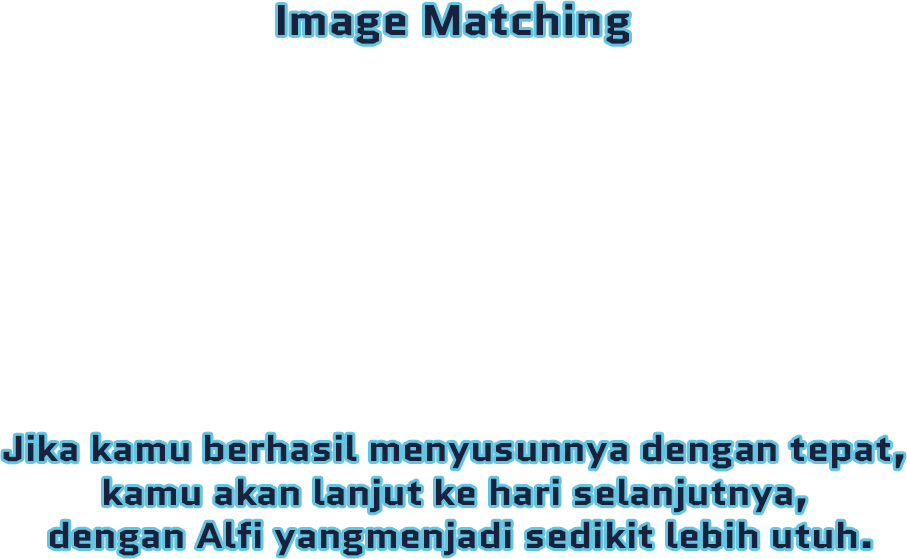 Image Matching
Jika kamu berhasil menyusunnya dengan tepat,
kamu akan lanjut ke hari selanjutnya,
dengan Alfi yangmenjadi sedikit lebih utuh.